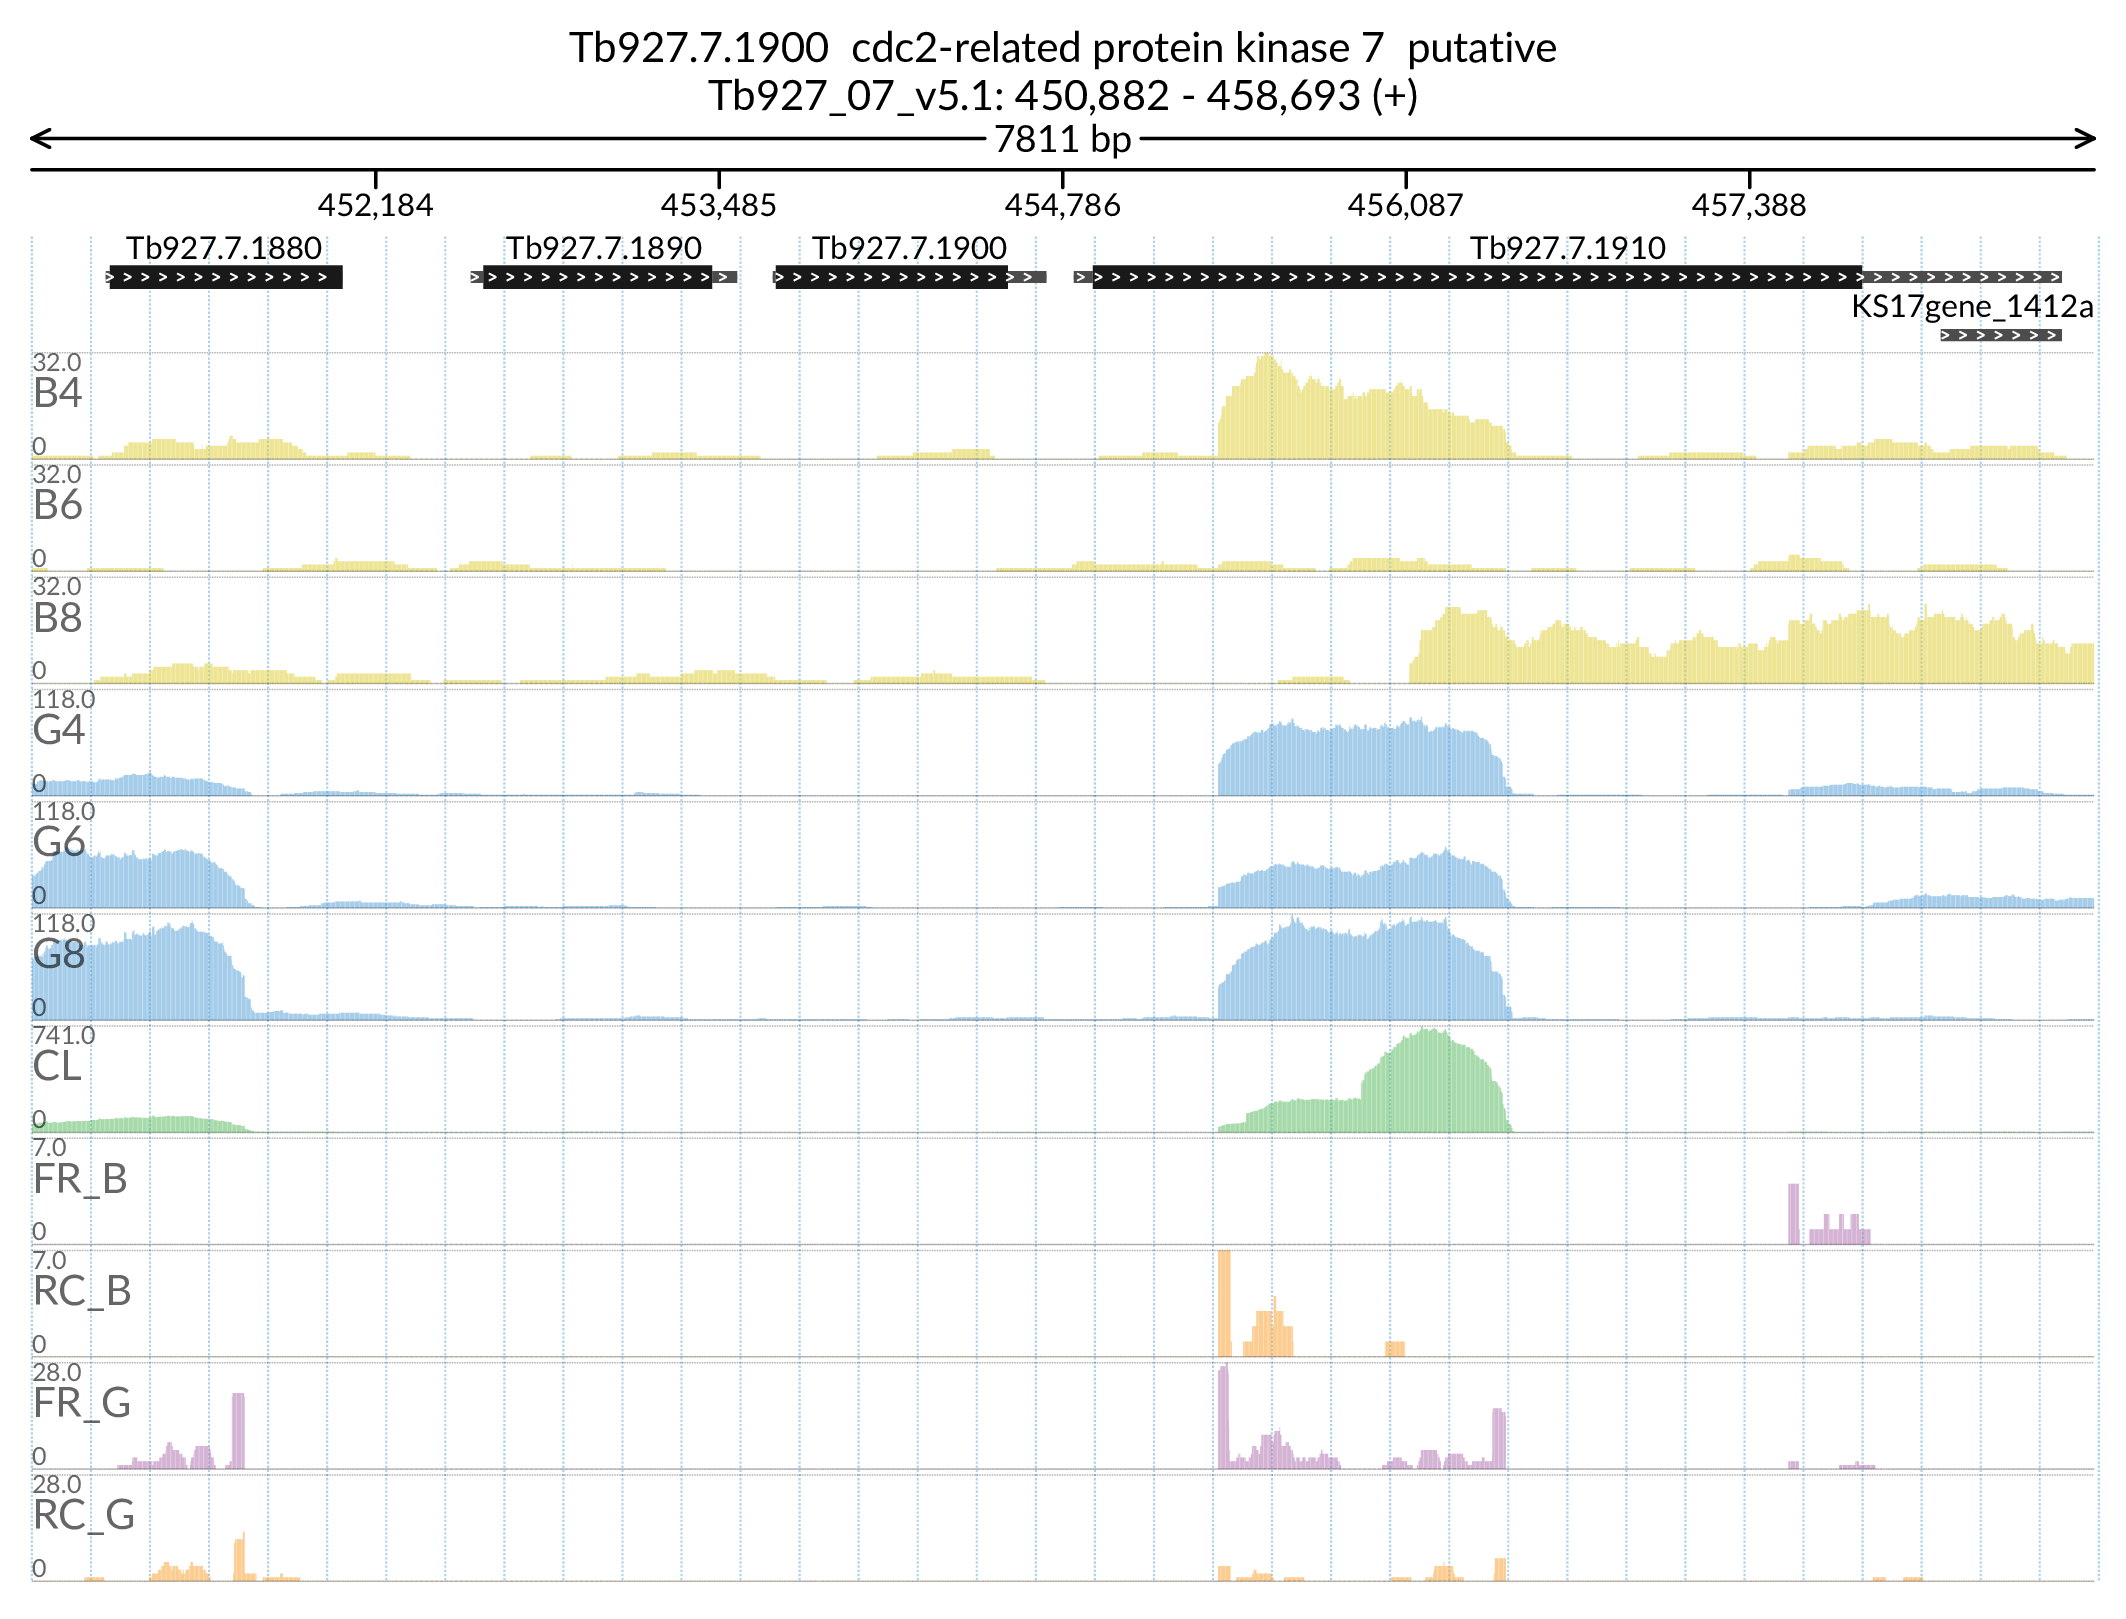 Tb927.7.1900  cdc2-related protein kinase 7  putative
Tb927_07_v5.1: 450,882 - 458,693 (+)
7811 bp
452,184 453,485 454,786 456,087 457,388
Tb927.7.1880 Tb927.7.1890 Tb927.7.1900 Tb927.7.1910
KS17gene_1412a
32.0
B4
0
32.0
B6
0
32.0
B8
0
118.0
G4
0
118.0
G6
0
118.0
G8
0
741.0
CL
0
7.0
FR_B
0
7.0
RC_B
0
28.0
FR_G
0
28.0
RC_G
0